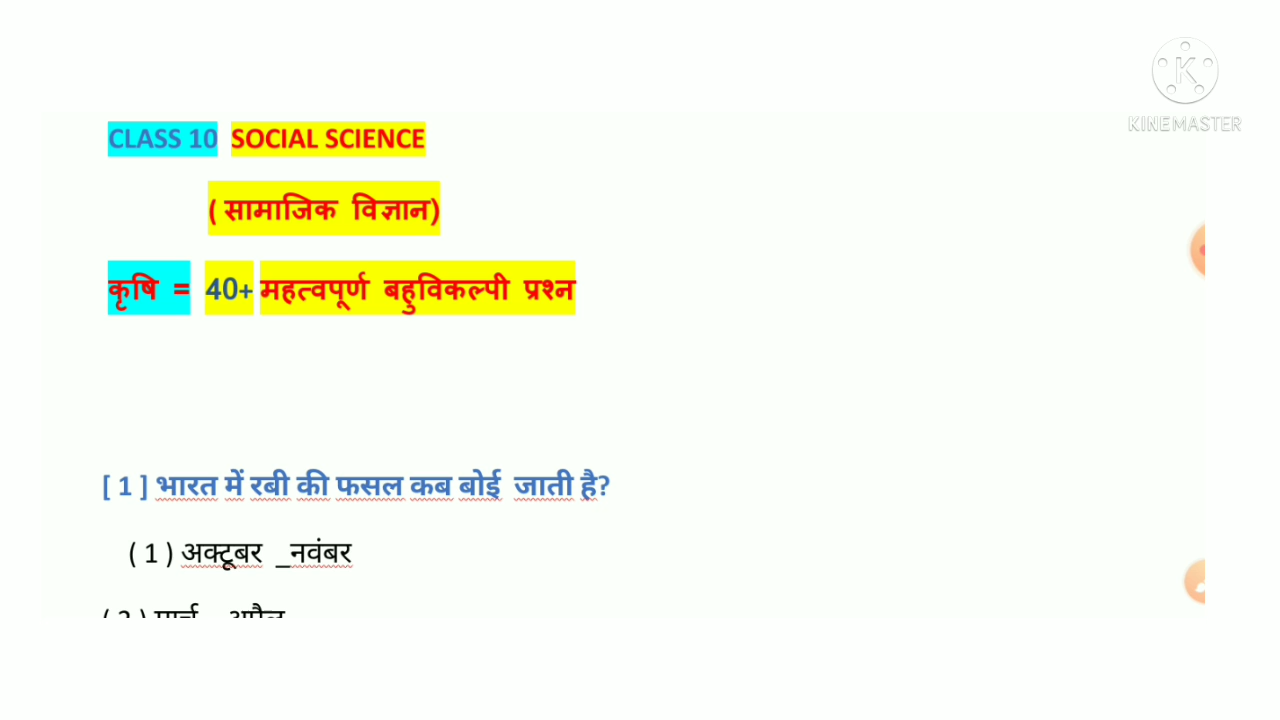 KINEMASTER
CLASS 10 SOCIAL SCIENCE
( सामाजिक विज्ञान)
कृषि = 40+ महत्वपूर्ण बहुविकल्पी प्रश्न
[ 1 ] भारत में रबी की फसल कब बोई जाती है?
( 1 ) अक्टूबर _नवंबर